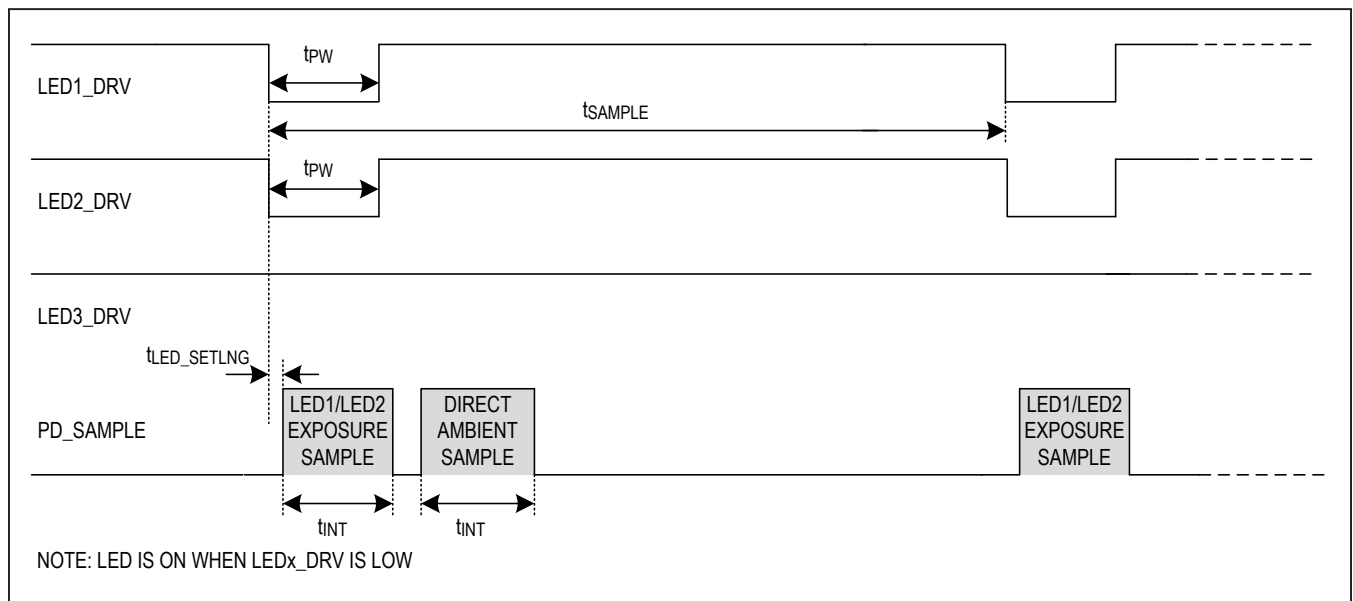 tPW
LED1_DRV
tSAMPLE
tPW
LED2_DRV
LED3_DRV
tLED_SETLNG
LED1/LED2
EXPOSURE
SAMPLE
DIRECT
AMBIENT
SAMPLE
LED1/LED2
EXPOSURE
SAMPLE
PD_SAMPLE
tINT
tINT
NOTE: LED IS ON WHEN LEDx_DRV IS LOW